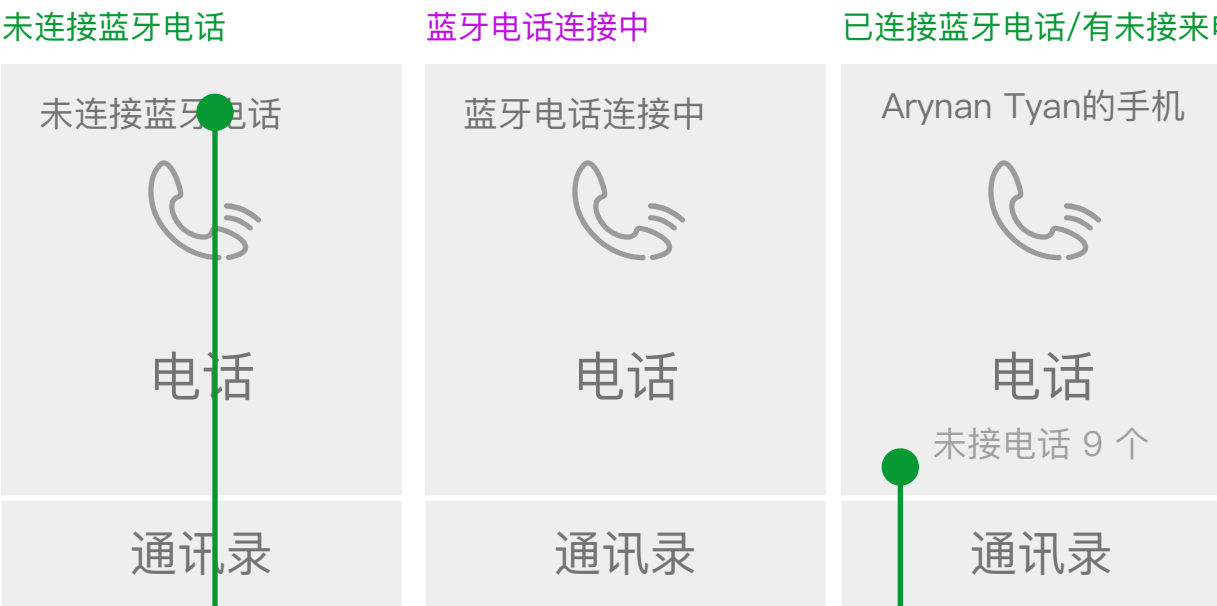 未连接蓝牙电话
蓝牙电话连接中
已连接蓝牙电话/有未接来
未连接蓝牙电话
蓝牙电话连接中
Arynan Tyan的手机
电话
电话
电话
未接电话 9 个
通讯录
通讯录
通讯录